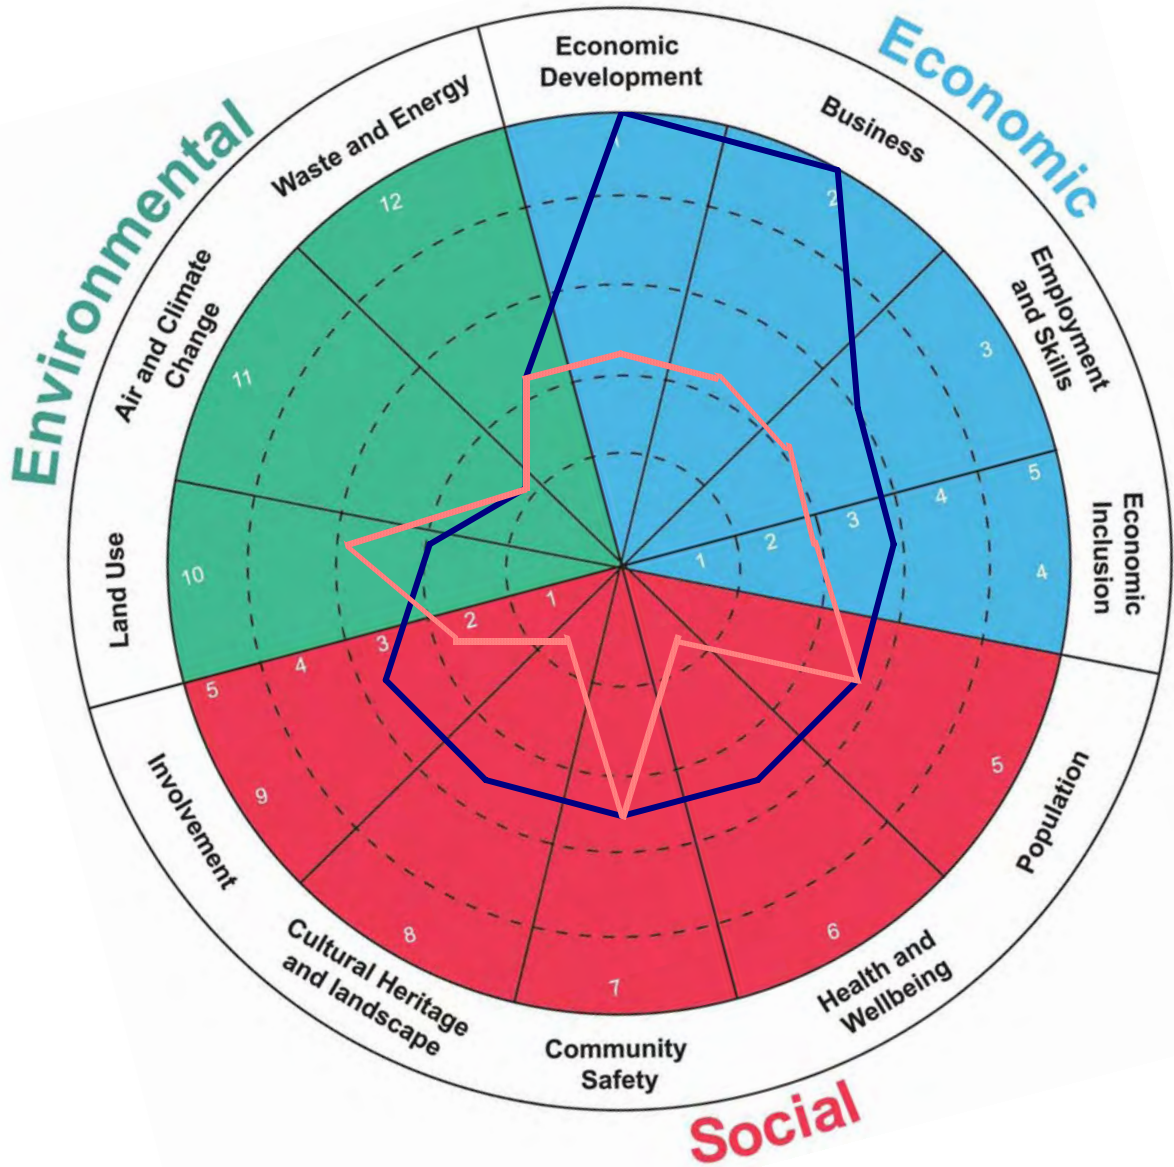 Environmental
Economic
Social
Economic
Development
Business
Employment
and Skills
Economic
Inclusion
Population
Health and
Wellbeing
Community
Safety
Cultural Heritage
and landscape
Involvement
Land Use
Air and Climate
Change
Waste and Energy
1
2
3
4
5
6
7
8
9
10
11
12
1
2
3
4
5
1
2
3
4
5